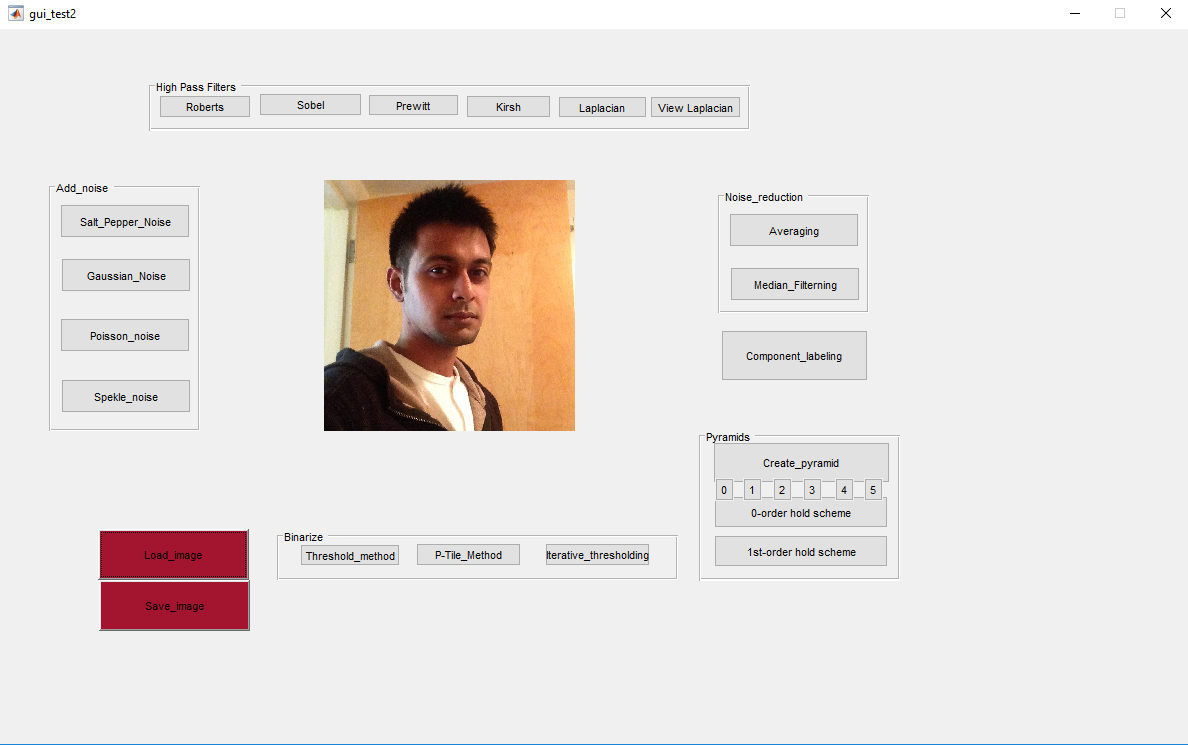 gui_test2
High Pass Filters
Roberts Sobel Prewitt Kirsh Laplacian View Laplacian
Add_noise
Salt_Pepper_Noise
Gaussian_Noise
Poisson_noise
Spekle_noise
Noise_reduction
Averaging
Median_Filterning
Component_labeling
Pyramids
Create_pyramid
0 1 2 3 4 5
0-order hold scheme
1st-order hold scheme
Binarize
Threshold_method P-Tile_Method Iterative_thresholding
Load_image
Save_image